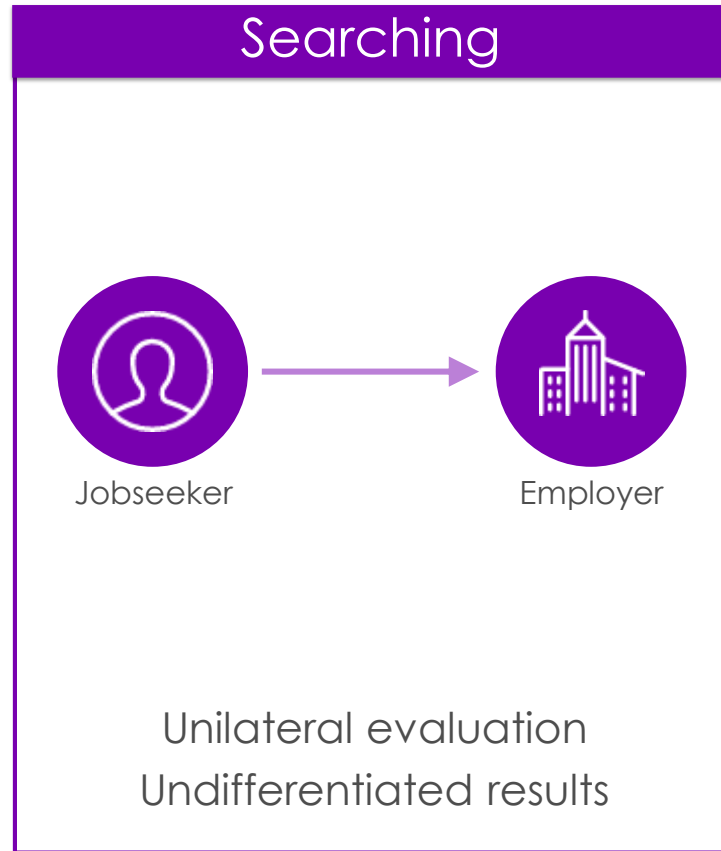 Searching
Jobseeker
Employer
Unilateral evaluation
Undifferentiated results